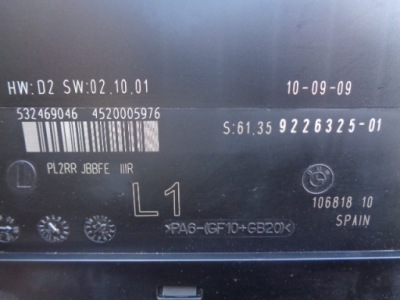 HW:D2 SW:02.10.01 10-09-09
532469046 4520005976
S:61.35 9226325-01
PL2RR JBBFE IIIR
L
L1
106818 10
SPAIN
>PA6-(GF10+GB20)<